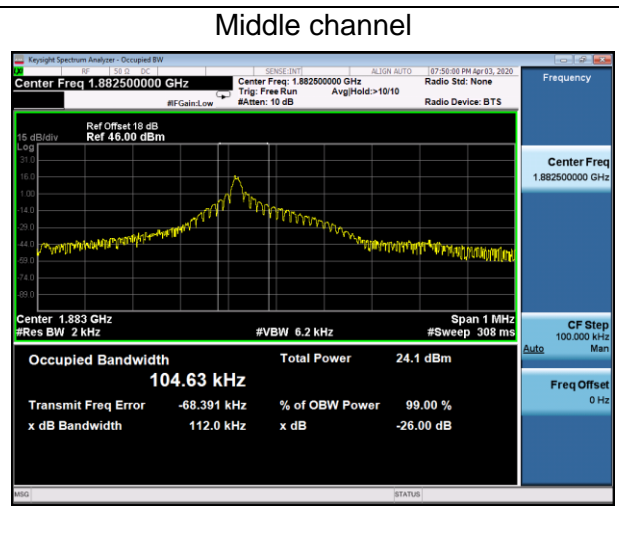 Middle channel
Keysight Spectrum Analyzer - Occupied BW
RF 50 Ω DC SENSE:INT ALIGN AUTO 07:50:00 PM Apr 03, 2020
Center Freq 1.882500000 GHz Center Freq: 1.882500000 GHz Radio Std: None
Trig: Free Run Avg|Hold:>10/10
#IFGain:Low #Atten: 10 dB Radio Device: BTS
Ref Offset 18 dB
15 dB/div Ref 46.00 dBm
Log
31.0
16.0
1.00
-14.0
-29.0
-44.0
-59.0
-74.0
-89.0
Center 1.883 GHz Span 1 MHz
#Res BW 2 kHz #VBW 6.2 kHz #Sweep 308 ms
Occupied Bandwidth Total Power 24.1 dBm
104.63 kHz
Transmit Freq Error -68.391 kHz % of OBW Power 99.00 %
x dB Bandwidth 112.0 kHz x dB -26.00 dB
MSG STATUS
Frequency
Center Freq
1.882500000 GHz
CF Step
100.000 kHz
Auto Man
Freq Offset
0 Hz